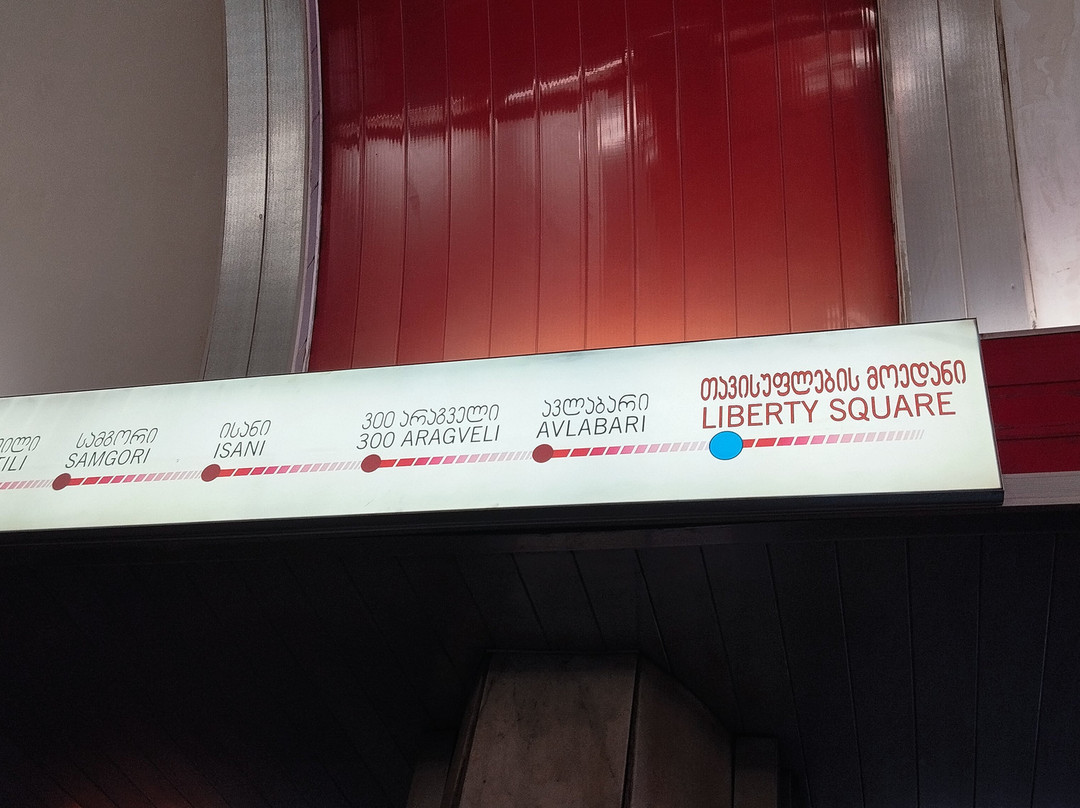 სამგორი
SAMGORI
ისანი
ISANI
300 არაგველი
300 ARAGVELI
ავლაბარი
AVLABARI
თავისუფლების მოედანი
LIBERTY SQUARE